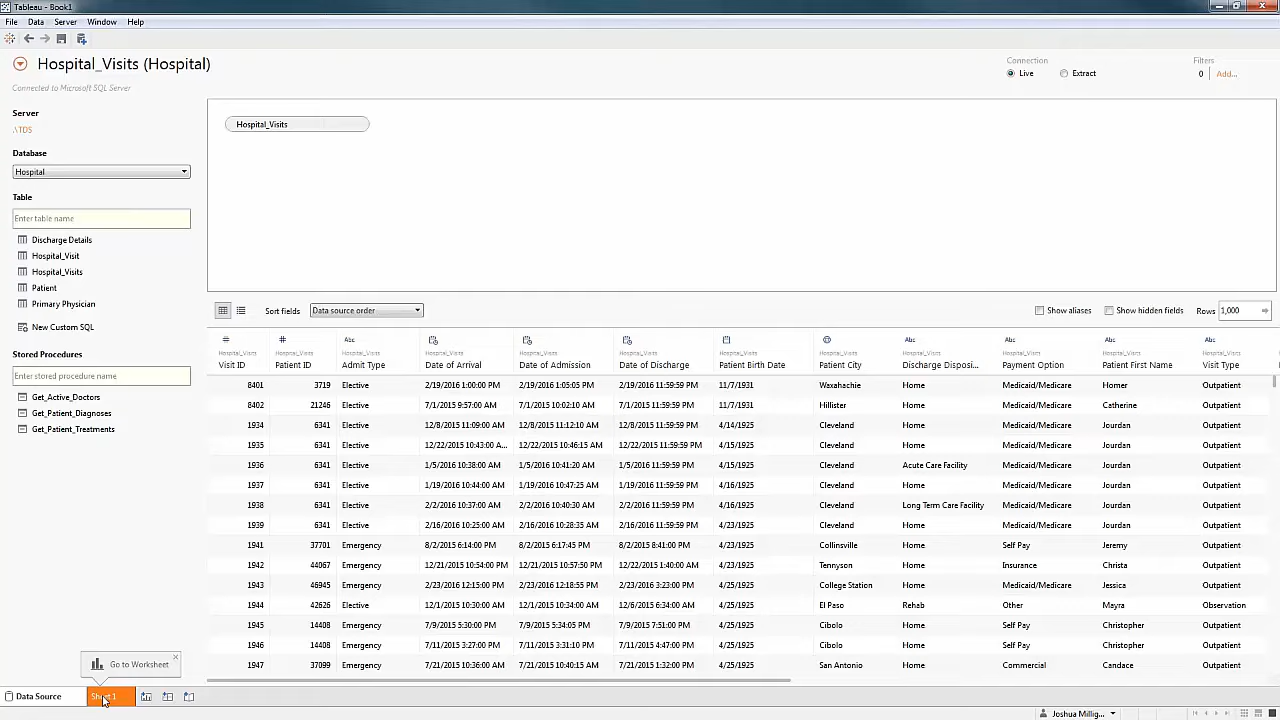 Tableau - Book1
File Data Server Window Help
Hospital_Visits (Hospital)
Connected to Microsoft SQL Server
Connection
Live Extract
Filters
0 Add...
Server
.\TDS
Database
Hospital
Table
Enter table name
Discharge Details
Hospital_Visit
Hospital_Visits
Patient
Primary Physician
New Custom SQL
Stored Procedures
Enter stored procedure name
Get_Active_Doctors
Get_Patient_Diagnoses
Get_Patient_Treatments
Hospital_Visits
Sort fields Data source order Show aliases Show hidden fields Rows 1,000
Abc Abc Abc Abc Abc
Hospital_Visits Hospital_Visits Hospital_Visits Hospital_Visits Hospital_Visits Hospital_Visits Hospital_Visits Hospital_Visits Hospital_Visits Hospital_Visits Hospital_Visits Hospital_Visits
Visit ID Patient ID Admit Type Date of Arrival Date of Admission Date of Discharge Patient Birth Date Patient City Discharge Disposi... Payment Option Patient First Name Visit Type
8401 3719 Elective 2/19/2016 1:00:00 PM 2/19/2016 1:05:05 PM 2/19/2016 11:59:59 PM 11/7/1931 Waxahachie Home Medicaid/Medicare Homer Outpatient
8402 21246 Elective 7/1/2015 9:57:00 AM 7/1/2015 10:02:10 AM 7/1/2015 11:59:59 PM 11/7/1931 Hillister Home Medicaid/Medicare Catherine Outpatient
1934 6341 Elective 12/8/2015 11:09:00 AM 12/8/2015 11:12:10 AM 12/8/2015 11:59:59 PM 4/14/1925 Cleveland Home Medicaid/Medicare Jourdan Outpatient
1935 6341 Elective 12/22/2015 10:43:00 A... 12/22/2015 10:46:15 AM 12/22/2015 11:59:59 PM 4/15/1925 Cleveland Home Medicaid/Medicare Jourdan Outpatient
1936 6341 Elective 1/5/2016 10:38:00 AM 1/5/2016 10:41:20 AM 1/5/2016 11:59:59 PM 4/16/1925 Cleveland Acute Care Facility Medicaid/Medicare Jourdan Outpatient
1937 6341 Elective 1/19/2016 10:44:00 AM 1/19/2016 10:47:25 AM 1/19/2016 11:59:59 PM 4/16/1925 Cleveland Home Medicaid/Medicare Jourdan Outpatient
1938 6341 Elective 2/2/2016 10:37:00 AM 2/2/2016 10:40:30 AM 2/2/2016 11:59:59 PM 4/16/1925 Cleveland Long Term Care Facility Medicaid/Medicare Jourdan Outpatient
1939 6341 Elective 2/16/2016 10:25:00 AM 2/16/2016 10:28:35 AM 2/16/2016 11:59:59 PM 4/23/1925 Cleveland Home Medicaid/Medicare Jourdan Outpatient
1941 37701 Emergency 8/2/2015 6:14:00 PM 8/2/2015 6:17:45 PM 8/2/2015 8:41:00 PM 4/23/1925 Collinsville Home Self Pay Jeremy Outpatient
1942 44067 Emergency 12/21/2015 10:54:00 PM 12/21/2015 10:57:50 PM 12/22/2015 1:40:00 AM 4/23/1925 Tennyson Home Insurance Christa Outpatient
1943 46945 Emergency 2/23/2016 12:15:00 PM 2/23/2016 12:18:55 PM 2/23/2016 3:23:00 PM 4/25/1925 College Station Home Medicaid/Medicare Jessica Outpatient
1944 42626 Elective 12/1/2015 10:30:00 AM 12/1/2015 10:34:00 AM 12/6/2015 6:34:00 AM 4/25/1925 El Paso Rehab Other Mayra Observation
1945 14408 Emergency 7/9/2015 5:30:00 PM 7/9/2015 5:34:05 PM 7/9/2015 7:51:00 PM 4/25/1925 Cibolo Home Self Pay Christopher Outpatient
1946 14408 Emergency 7/11/2015 3:27:00 PM 7/11/2015 3:31:10 PM 7/11/2015 4:47:00 PM 4/25/1925 Cibolo Home Self Pay Christopher Outpatient
1947 37099 Emergency 7/21/2015 10:36:00 AM 7/21/2015 10:40:15 AM 7/21/2015 1:32:00 PM 4/25/1925 San Antonio Home Commercial Candace Outpatient
Go to Worksheet
Data Source Sheet 1
Joshua Millig...